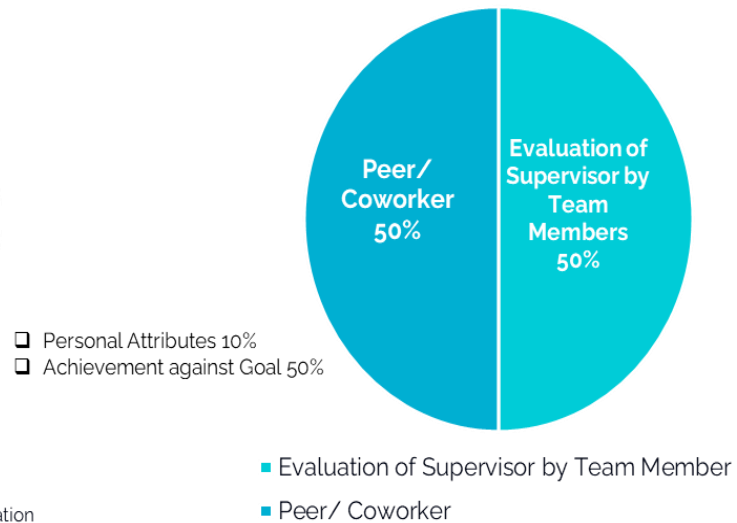 Peer/
Coworker
50%
Evaluation of
Supervisor by
Team
Members
50%
Personal Attributes 10%
Achievement against Goal 50%
Evaluation of Supervisor by Team Member
Peer/ Coworker